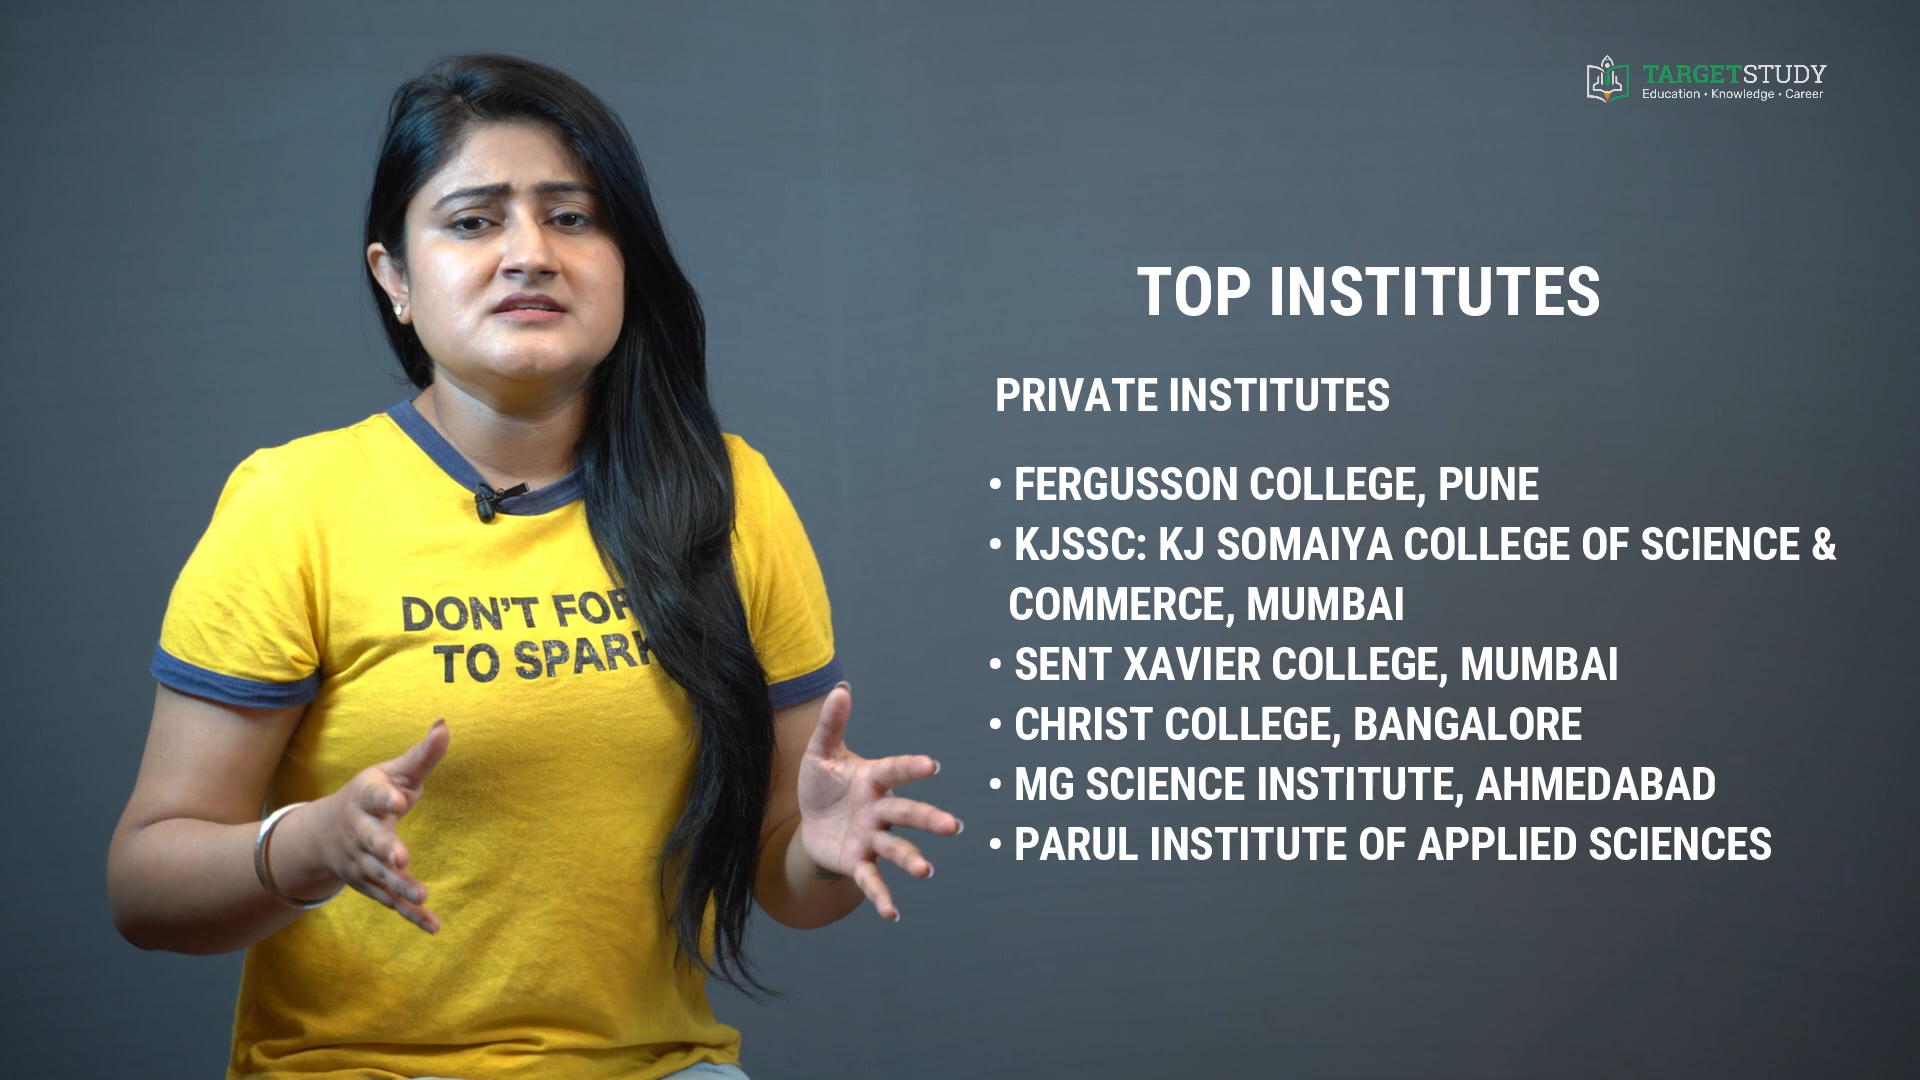 TARGETSTUDY
Education • Knowledge • Career
TOP INSTITUTES
PRIVATE INSTITUTES
• FERGUSSON COLLEGE, PUNE
• KJSSC: KJ SOMAIYA COLLEGE OF SCIENCE &
COMMERCE, MUMBAI
• SENT XAVIER COLLEGE, MUMBAI
• CHRIST COLLEGE, BANGALORE
• MG SCIENCE INSTITUTE, AHMEDABAD
• PARUL INSTITUTE OF APPLIED SCIENCES
DON'T FOR
TO SPARK